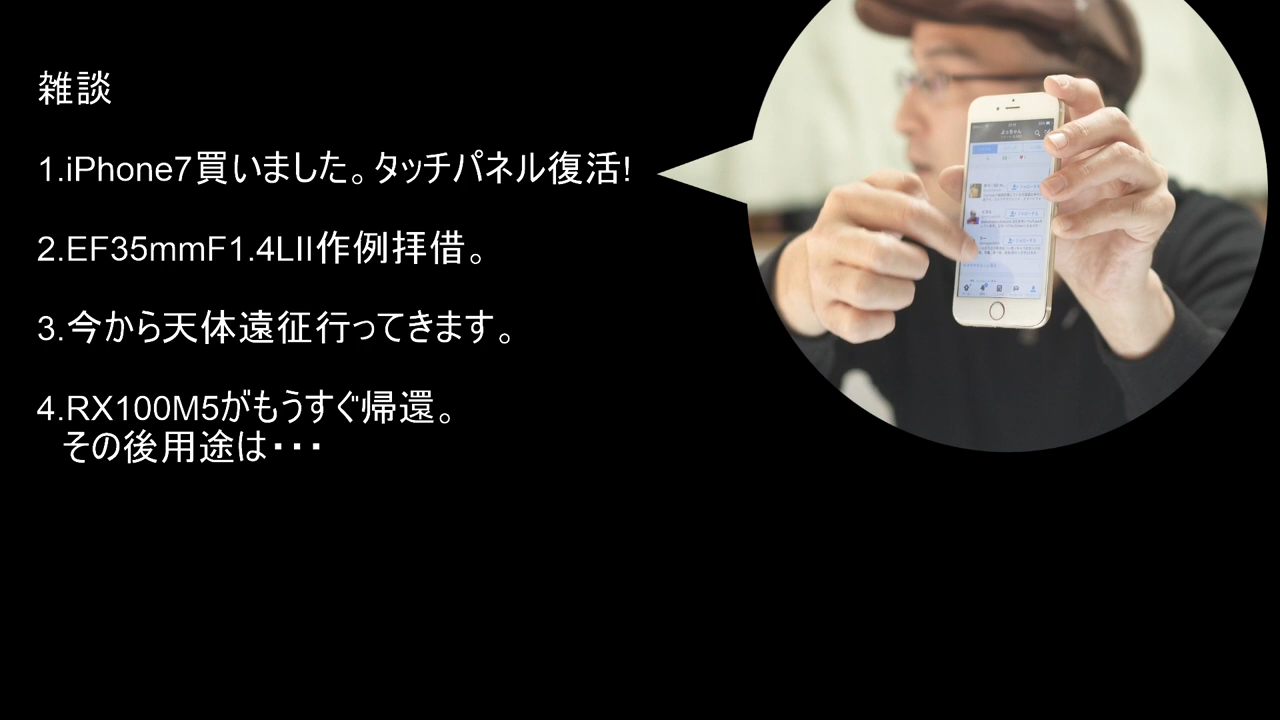 雑談
1.iPhone7買いました。タッチパネル復活!
2.EF35mmF1.4LII作例拝借。
3.今から天体遠征行ってきます。
4.RX100M5がもうすぐ帰還。
その後用途は・・・